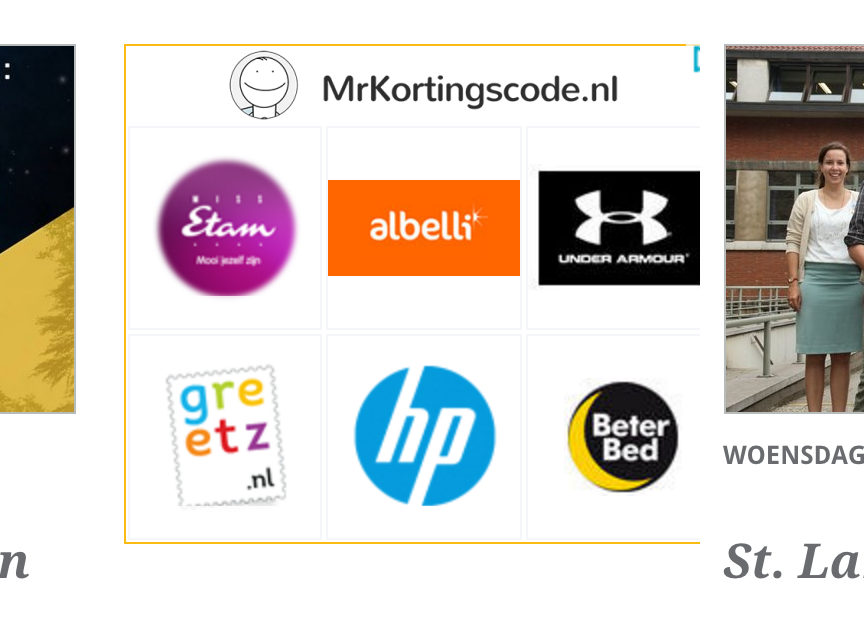 :
MrKortingscode.nl
MISS
Etam
Mooi jezelf zijn
albelli
UNDER ARMOUR
gre
etz
.nl
hp
Beter
Bed
WOENSDAG
n
St. La